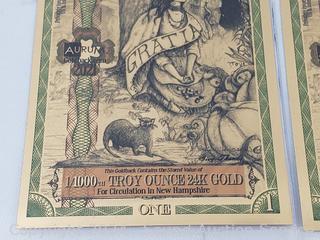 AURUM
2021
GRATIA
This Goldback Contains the Stored Value of
1/1000TH TROY OUNCE 24K GOLD
For Circulation in New Hampshire
ONE 1